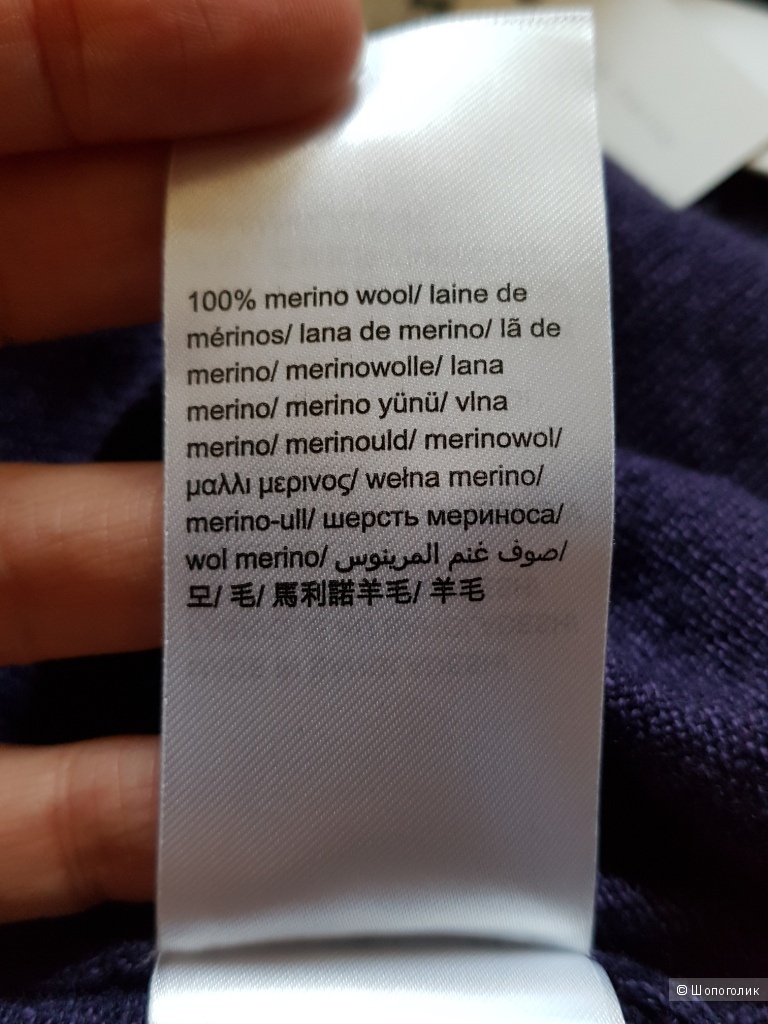 100% merino wool/ laine de
mérinos/ lana de merino/ lã de
merino/ merinowolle/ lana
merino/ merino yünü/ vlna
merino/ merinould/ merinowol/
μαλλι μερινος/ wełna merino/
merino-ull/ шерсть мериноса/
wol merino/ صوف غنم المرينوس/
모/ 毛/ 馬利諾羊毛/ 羊毛
© Шопоголик